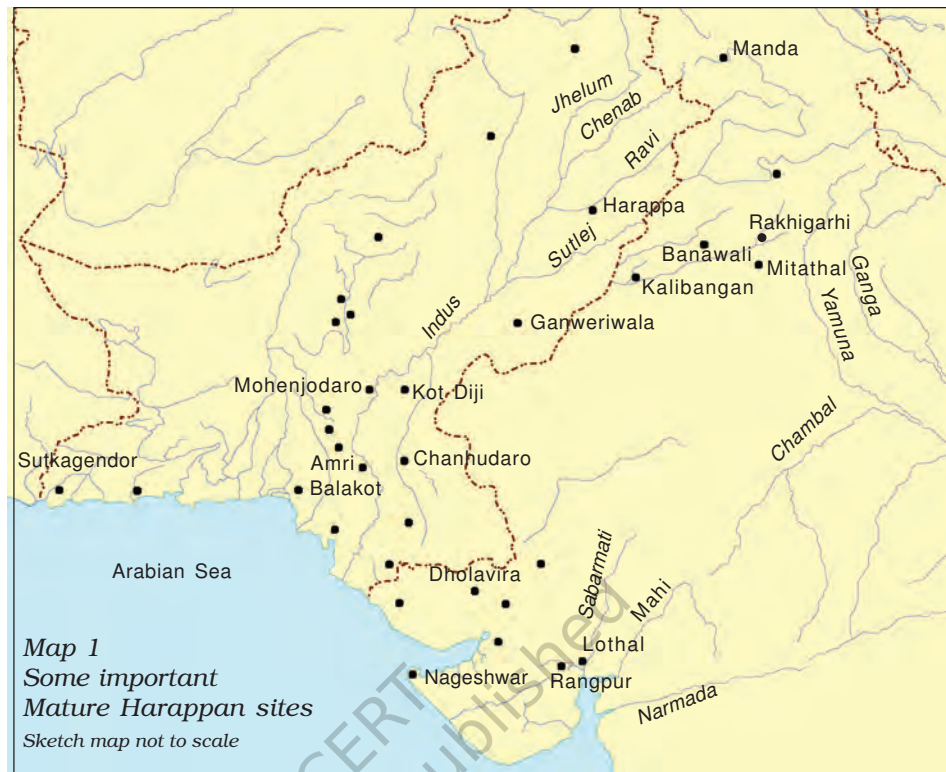 Manda
Jhelum
Chenab
Ravi
Harappa
Rakhigarhi
Sutlej
Banawali
Mitathal
Kalibangan
Ganga
Indus
Ganweriwala
Yamuna
Mohenjodaro
Kot Diji
Chambal
Sutkagendor
Amri
Chanhudaro
Balakot
Arabian Sea
Dholavira
Sabarmati
Mahi
Lothal
Nageshwar
Rangpur
Narmada
Map 1
Some important
Mature Harappan sites
Sketch map not to scale